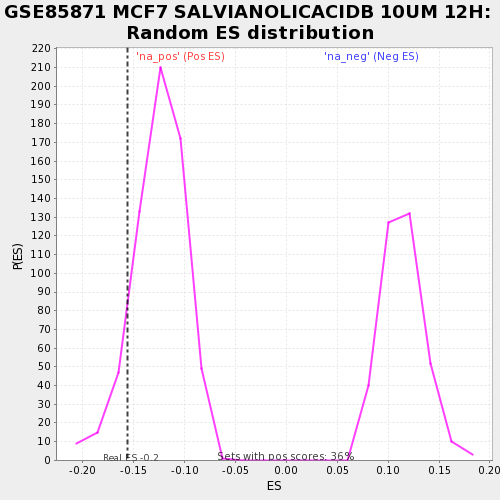 GSE85871 MCF7 SALVIANOLICACIDB 10UM 12H:
Random ES distribution
'na_pos' (Pos ES)
'na_neg' (Neg ES)
220
210
200
190
180
170
160
150
140
130
120
110
100
90
80
70
60
50
40
30
20
10
0
P(ES)
Real ES -0.2
Sets with pos scores: 36%
-0.20 -0.15 -0.10 -0.05 0.00 0.05 0.10 0.15 0.20
ES